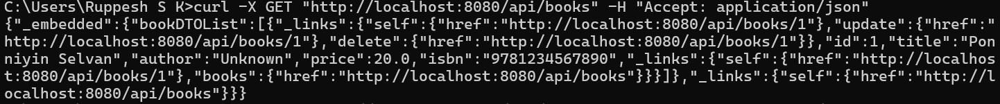 C:\Users\Ruppesh S K>curl -X GET "http://localhost:8080/api/books" -H "Accept: application/json"
{"_embedded":{"bookDTOList":[{"_links":{"self":{"href":"http://localhost:8080/api/books/1"},"update":{"href":"
http://localhost:8080/api/books/1"},"delete":{"href":"http://localhost:8080/api/books/1"}},"id":1,"title":"Pon
niyin Selvan","author":"Unknown","price":20.0,"isbn":"9781234567890","_links":{"self":{"href":"http://localhos
t:8080/api/books/1"},"books":{"href":"http://localhost:8080/api/books"}}}]},"_links":{"self":{"href":"http://l
ocalhost:8080/api/books"}}}